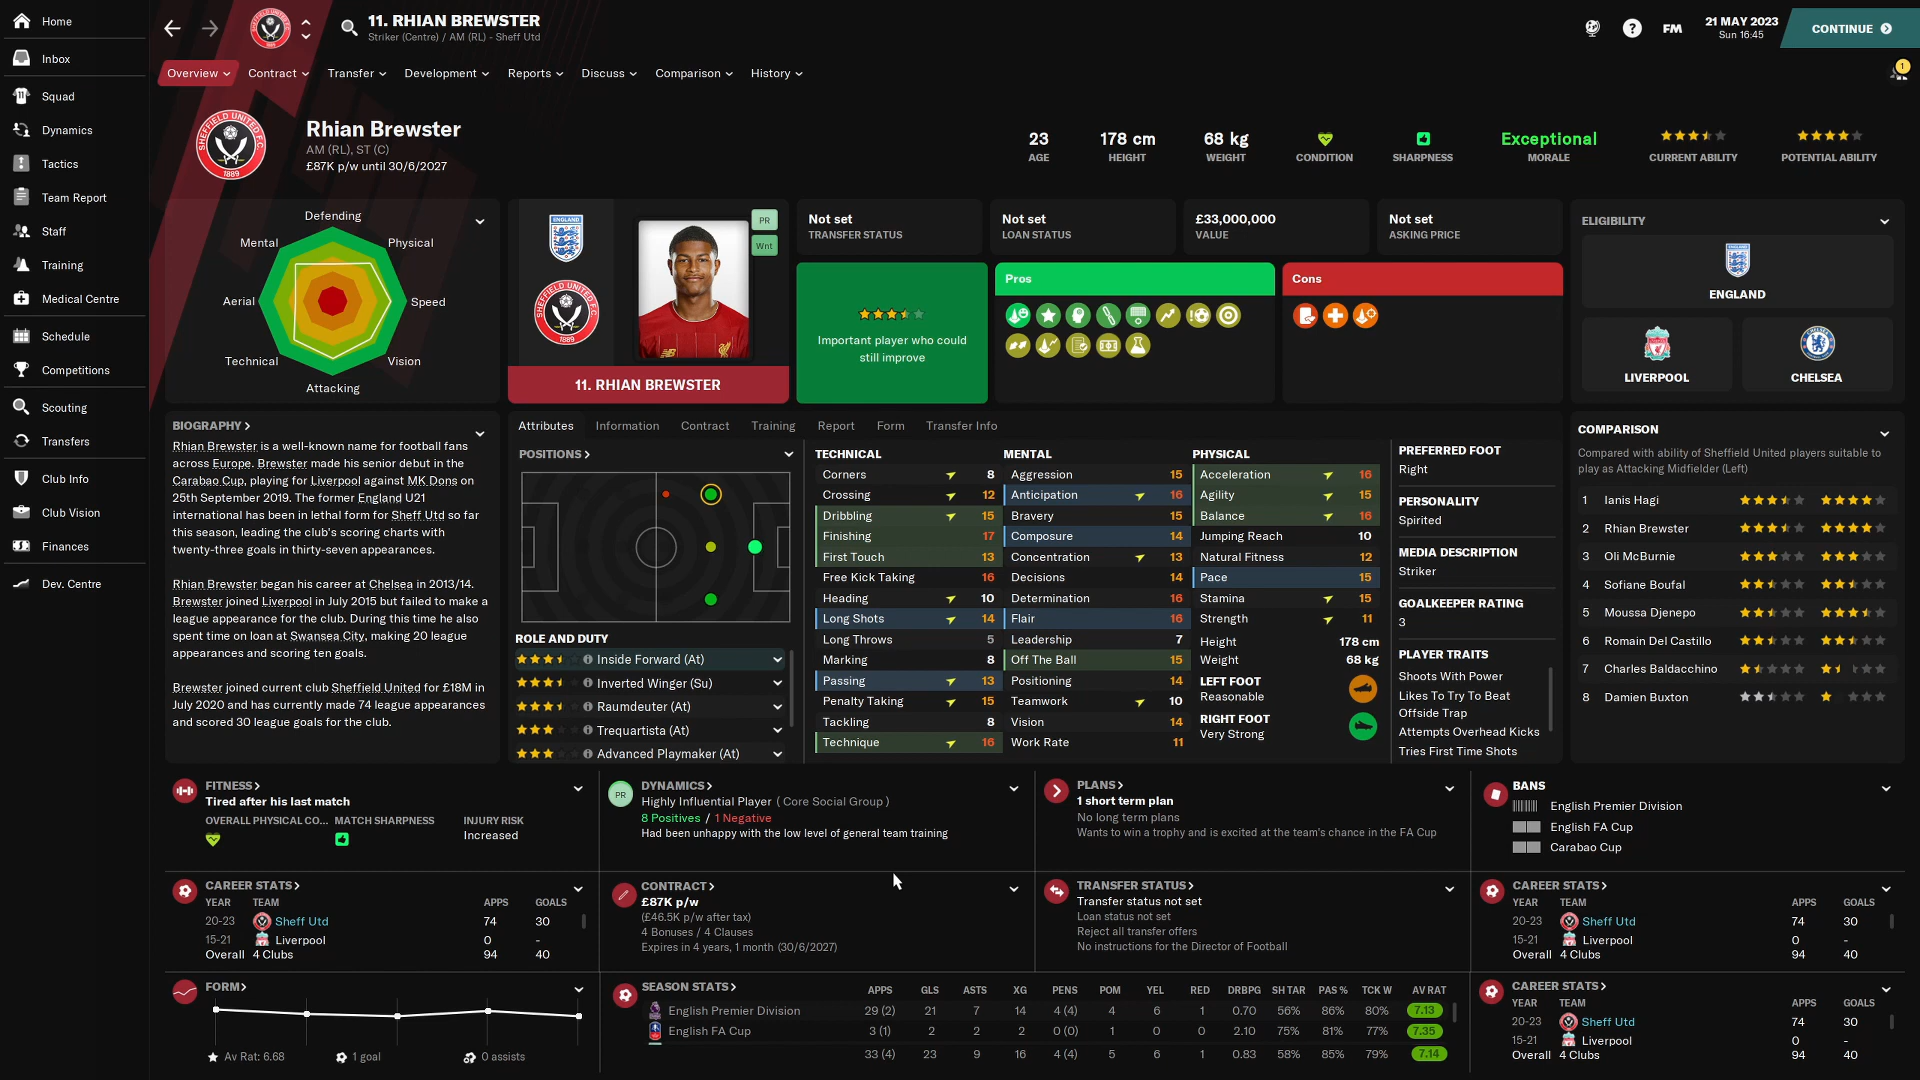 Home
Inbox
Squad
Dynamics
Tactics
Team Report
Staff
Training
Medical Centre
Schedule
Competitions
Scouting
Transfers
Club Info
Club Vision
Finances
Dev. Centre
11. RHIAN BREWSTER
Striker (Centre) / AM (RL) - Sheff Utd
FM
21 MAY 2023
Sun 16:45
CONTINUE
1
Overview
Contract
Transfer
Development
Reports
Discuss
Comparison
History
SHEFFIELD UNITED F.C.
1889
Rhian Brewster
AM (RL), ST (C)
£87K p/w until 30/6/2027
23
AGE
178 cm
HEIGHT
68 kg
WEIGHT
CONDITION
SHARPNESS
Exceptional
MORALE
CURRENT ABILITY
POTENTIAL ABILITY
Defending
Mental
Physical
Aerial
Speed
Technical
Vision
Attacking
ENGLAND
PR
Wnt
11. RHIAN BREWSTER
Not set
TRANSFER STATUS
Not set
LOAN STATUS
£33,000,000
VALUE
Not set
ASKING PRICE
Important player who could
still improve
Pros
Cons
ELIGIBILITY
ENGLAND
LIVERPOOL
CHELSEA
BIOGRAPHY
Rhian Brewster is a well-known name for football fans
across Europe. Brewster made his senior debut in the
Carabao Cup, playing for Liverpool against MK Dons on
25th September 2019. The former England U21
international has been in lethal form for Sheff Utd so far
this season, leading the club's scoring charts with
twenty-three goals in thirty-seven appearances.
Rhian Brewster began his career at Chelsea in 2013/14.
Brewster joined Liverpool in July 2015 but failed to make a
league appearance for the club. During this time he also
spent time on loan at Swansea City, making 20 league
appearances and scoring ten goals.
Brewster joined current club Sheffield United for £18M in
July 2020 and has currently made 74 league appearances
and scored 30 league goals for the club.
Attributes
Information
Contract
Training
Report
Form
Transfer Info
POSITIONS
ROLE AND DUTY
Inside Forward (At)
Inverted Winger (Su)
Raumdeuter (At)
Trequartista (At)
Advanced Playmaker (At)
TECHNICAL
Corners 8
Crossing 12
Dribbling 15
Finishing 17
First Touch 13
Free Kick Taking 16
Heading 10
Long Shots 14
Long Throws 5
Marking 8
Passing 13
Penalty Taking 15
Tackling 8
Technique 16
MENTAL
Aggression 15
Anticipation 16
Bravery 15
Composure 14
Concentration 13
Decisions 14
Determination 16
Flair 16
Leadership 7
Off The Ball 15
Positioning 14
Teamwork 10
Vision 14
Work Rate 11
PHYSICAL
Acceleration 16
Agility 15
Balance 16
Jumping Reach 10
Natural Fitness 12
Pace 15
Stamina 15
Strength 11
Height 178 cm
Weight 68 kg
LEFT FOOT
Reasonable
RIGHT FOOT
Very Strong
PREFERRED FOOT
Right
PERSONALITY
Spirited
MEDIA DESCRIPTION
Striker
GOALKEEPER RATING
3
PLAYER TRAITS
Shoots With Power
Likes To Try To Beat
Offside Trap
Attempts Overhead Kicks
Tries First Time Shots
COMPARISON
Compared with ability of Sheffield United players suitable
to play as Attacking Midfielder (Left)
1 Ianis Hagi
2 Rhian Brewster
3 Oli McBurnie
4 Sofiane Boufal
5 Moussa Djenepo
6 Romain Del Castillo
7 Charles Baldacchino
8 Damien Buxton
FITNESS
Tired after his last match
OVERALL PHYSICAL CO... MATCH SHARPNESS INJURY RISK
Increased
PR
DYNAMICS
Highly Influential Player ( Core Social Group )
8 Positives / 1 Negative
Had been unhappy with the low level of general team training
PLANS
1 short term plan
No long term plans
Wants to win a trophy and is excited at the team's chance in the FA Cup
BANS
English Premier Division
English FA Cup
Carabao Cup
CAREER STATS
YEAR TEAM APPS GOALS
20-23 Sheff Utd 74 30
15-21 Liverpool 0 -
Overall 4 Clubs 94 40
CONTRACT
£87K p/w
(£46.5K p/w after tax)
4 Bonuses / 4 Clauses
Expires in 4 years, 1 month (30/6/2027)
TRANSFER STATUS
Transfer status not set
Loan status not set
Reject all transfer offers
No instructions for the Director of Football
CAREER STATS
YEAR TEAM APPS GOALS
20-23 Sheff Utd 74 30
15-21 Liverpool 0 -
Overall 4 Clubs 94 40
FORM
Av Rat: 6.68
1 goal
0 assists
SEASON STATS APPS GLS ASTS XG PENS POM YEL RED DRBPG SH TAR PAS % TCK W AV RAT
English Premier Division 29 (2) 21 7 14 4 (4) 4 6 1 0.70 56% 86% 80% 7.13
English FA Cup 3 (1) 2 2 2 0 (0) 1 0 0 2.10 75% 81% 77% 7.35
33 (4) 23 9 16 4 (4) 5 6 1 0.83 58% 85% 79% 7.14
CAREER STATS
YEAR TEAM APPS GOALS
20-23 Sheff Utd 74 30
15-21 Liverpool 0 -
Overall 4 Clubs 94 40